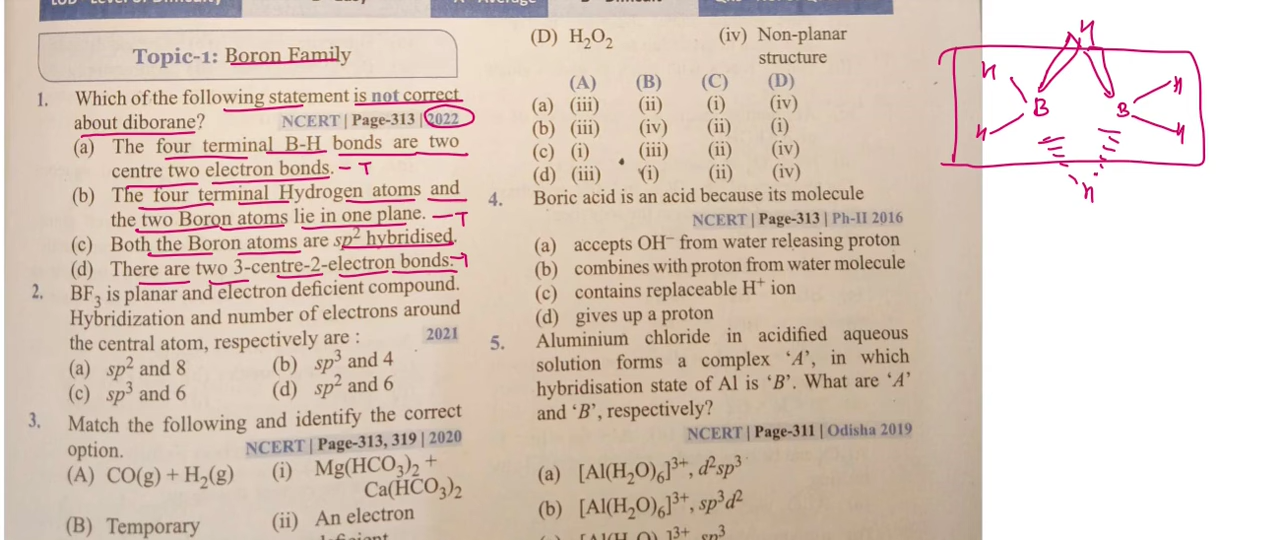 Topic-1: Boron Family
1. Which of the following statement is not correct
about diborane? NCERT | Page-313 | 2022
(a) The four terminal B-H bonds are two
centre two electron bonds. – T
(b) The four terminal Hydrogen atoms and
the two Boron atoms lie in one plane. – T
(c) Both the Boron atoms are sp² hybridised.
(d) There are two 3-centre-2-electron bonds.
2. BF₃ is planar and electron deficient compound.
Hybridization and number of electrons around
the central atom, respectively are : 2021
(a) sp² and 8 (b) sp³ and 4
(c) sp³ and 6 (d) sp² and 6
3. Match the following and identify the correct
option. NCERT | Page-313, 319 | 2020
(A) CO(g) + H₂(g) (i) Mg(HCO₃)₂ +
Ca(HCO₃)₂
(B) Temporary (ii) An electron
(D) H₂O₂ (iv) Non-planar
structure
(A) (B) (C) (D)
(a) (iii) (ii) (i) (iv)
(b) (iii) (iv) (ii) (i)
(c) (i) (iii) (ii) (iv)
(d) (iii) (i) (ii) (iv)
4. Boric acid is an acid because its molecule
NCERT | Page-313 | Ph-II 2016
(a) accepts OH⁻ from water releasing proton
(b) combines with proton from water molecule
(c) contains replaceable H⁺ ion
(d) gives up a proton
5. Aluminium chloride in acidified aqueous
solution forms a complex ‘A’, in which
hybridisation state of Al is ‘B’. What are ‘A’
and ‘B’, respectively?
NCERT | Page-311 | Odisha 2019
(a) [Al(H₂O)₆]³⁺, d²sp³
(b) [Al(H₂O)₆]³⁺, sp³d²
H
H H
B B
H H
H